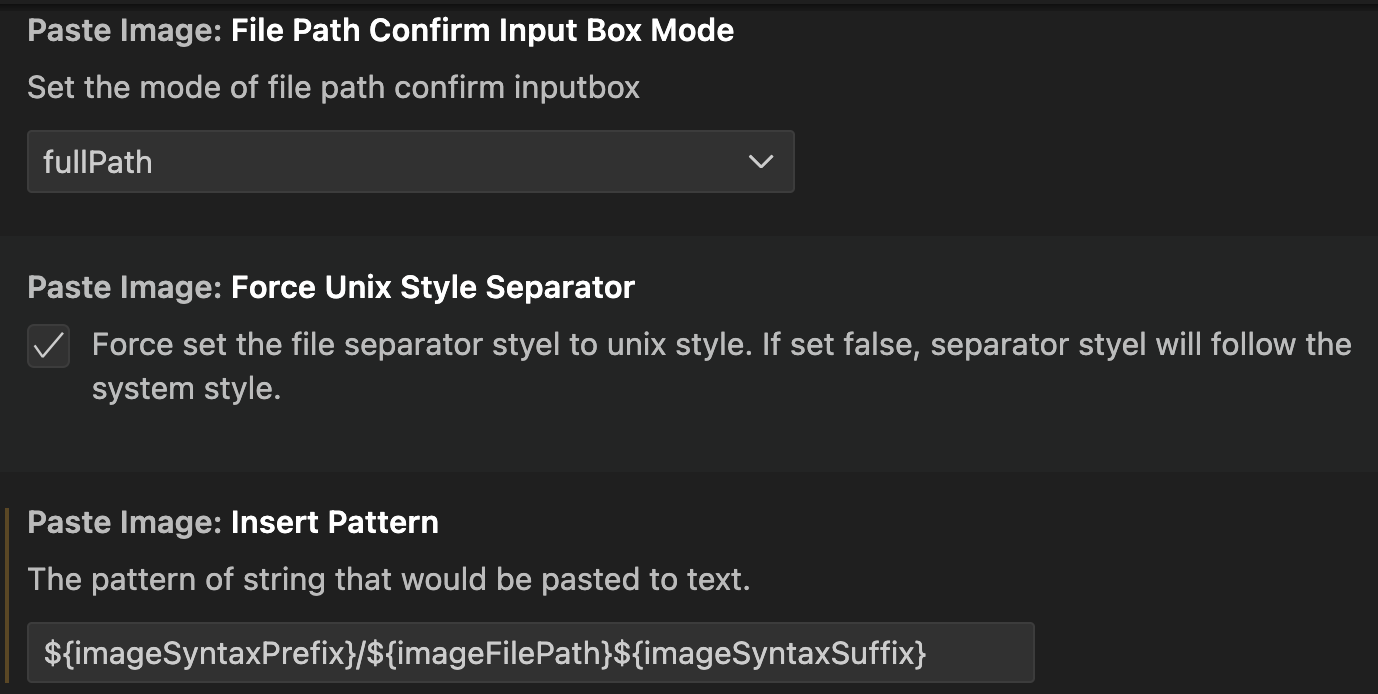 Paste Image: File Path Confirm Input Box Mode
Set the mode of file path confirm inputbox
fullPath
Paste Image: Force Unix Style Separator
Force set the file separator styel to unix style. If set false, separator styel will follow the
system style.
Paste Image: Insert Pattern
The pattern of string that would be pasted to text.
${imageSyntaxPrefix}/${imageFilePath}${imageSyntaxSuffix}